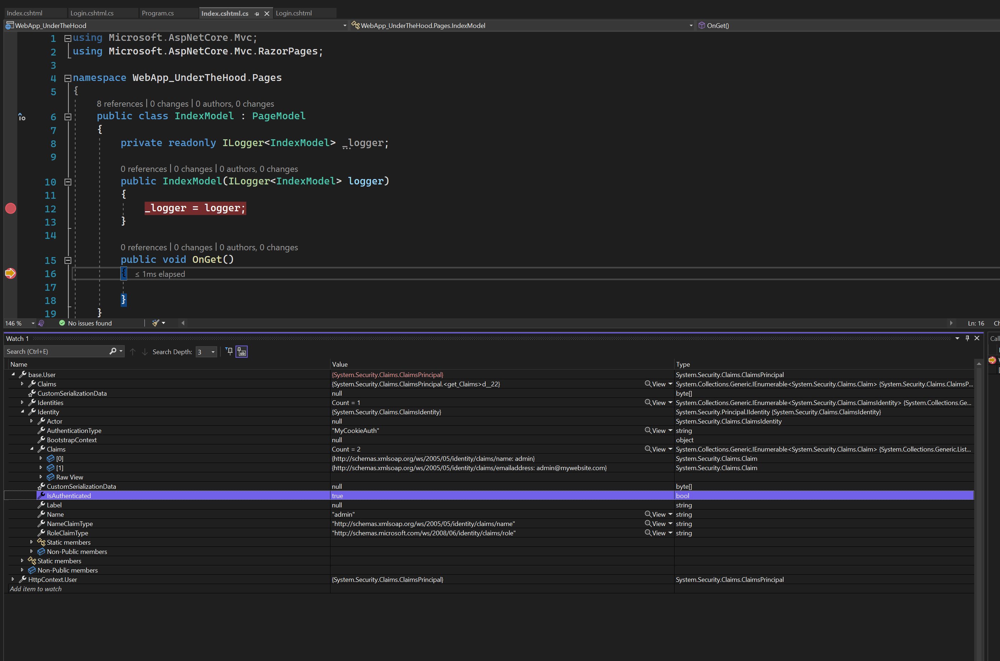 Index.cshtml Login.cshtml.cs Program.cs Index.cshtml.cs Login.cshtml
WebApp_UnderTheHood WebApp_UnderTheHood.Pages.IndexModel OnGet()
1 using Microsoft.AspNetCore.Mvc;
2 using Microsoft.AspNetCore.Mvc.RazorPages;
3
4 namespace WebApp_UnderTheHood.Pages
5 {
8 references | 0 changes | 0 authors, 0 changes
6 public class IndexModel : PageModel
7 {
8 private readonly ILogger<IndexModel> _logger;
9
0 references | 0 changes | 0 authors, 0 changes
10 public IndexModel(ILogger<IndexModel> logger)
11 {
12 _logger = logger;
13 }
14
0 references | 0 changes | 0 authors, 0 changes
15 public void OnGet()
16 { ≤ 1ms elapsed
17
18 }
19 }
146 % No issues found Ln: 16
Watch 1
Search (Ctrl+E) Search Depth: 3
Name Value Type
base.User {System.Security.Claims.ClaimsPrincipal} System.Security.Claims.ClaimsPrincipal
Claims {System.Security.Claims.ClaimsPrincipal.<get_Claims>d__22} View System.Collections.Generic.IEnumerable<System.Security.Claims.Claim> {System.Security.Claims.ClaimsP...
CustomSerializationData null byte[]
Identities Count = 1 View System.Collections.Generic.IEnumerable<System.Security.Claims.ClaimsIdentity> {System.Collections.Ge...
Identity {System.Security.Claims.ClaimsIdentity} System.Security.Principal.IIdentity {System.Security.Claims.ClaimsIdentity}
Actor null System.Security.Claims.ClaimsIdentity
AuthenticationType "MyCookieAuth" View string
BootstrapContext null object
Claims Count = 2 View System.Collections.Generic.IEnumerable<System.Security.Claims.Claim> {System.Collections.Generic.List...
[0] {http://schemas.xmlsoap.org/ws/2005/05/identity/claims/name: admin} System.Security.Claims.Claim
[1] {http://schemas.xmlsoap.org/ws/2005/05/identity/claims/emailaddress: admin@mywebsite.com} System.Security.Claims.Claim
Raw View
CustomSerializationData null byte[]
IsAuthenticated true bool
Label null string
Name "admin" View string
NameClaimType "http://schemas.xmlsoap.org/ws/2005/05/identity/claims/name" View string
RoleClaimType "http://schemas.microsoft.com/ws/2008/06/identity/claims/role" View string
Static members
Non-Public members
Static members
Non-Public members
HttpContext.User {System.Security.Claims.ClaimsPrincipal} System.Security.Claims.ClaimsPrincipal
Add item to watch